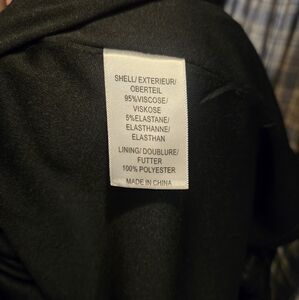 SHELL/ EXTERIEUR/
OBERTEIL
95%VISCOSE/
VISKOSE
5%ELASTANE/
ELASTHANNE/
ELASTHAN
LINING/ DOUBLURE/
FUTTER
100% POLYESTER
MADE IN CHINA